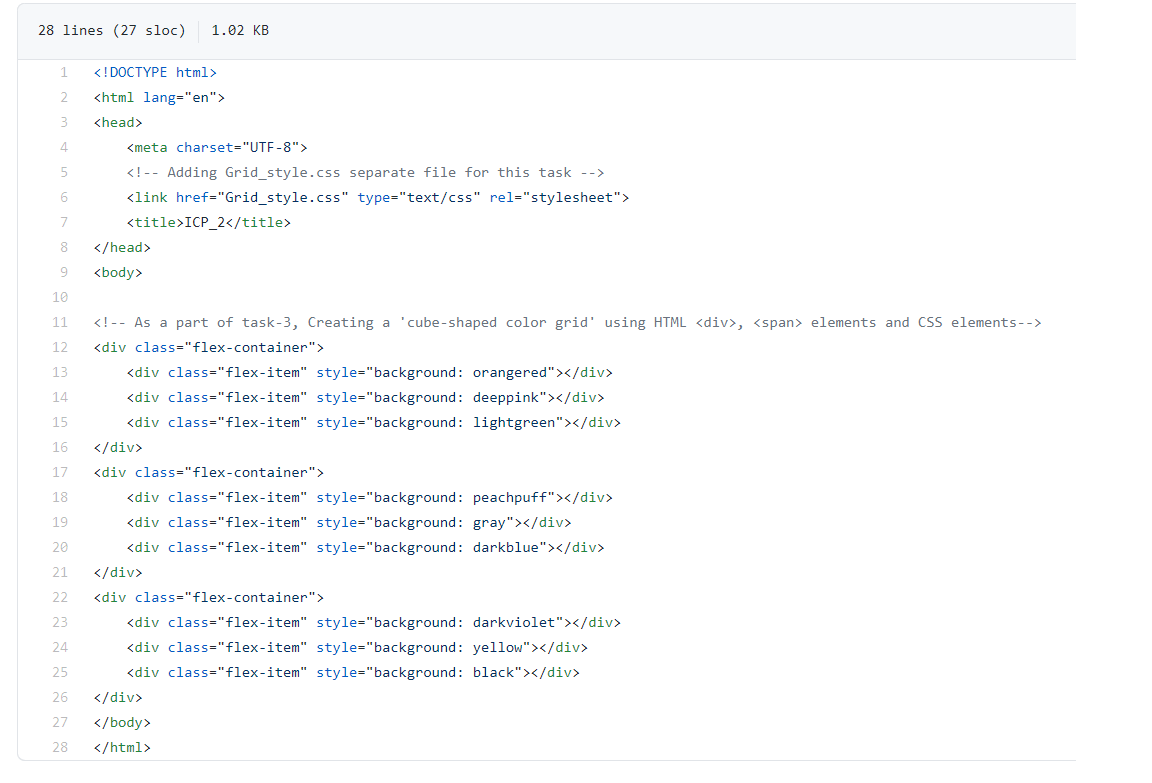 28 lines (27 sloc) 1.02 KB
1 <!DOCTYPE html>
2 <html lang="en">
3 <head>
4     <meta charset="UTF-8">
5     <!-- Adding Grid_style.css separate file for this task -->
6     <link href="Grid_style.css" type="text/css" rel="stylesheet">
7     <title>ICP_2</title>
8 </head>
9 <body>
10
11 <!-- As a part of task-3, Creating a 'cube-shaped color grid' using HTML <div>, <span> elements and CSS elements-->
12 <div class="flex-container">
13     <div class="flex-item" style="background: orangered"></div>
14     <div class="flex-item" style="background: deeppink"></div>
15     <div class="flex-item" style="background: lightgreen"></div>
16 </div>
17 <div class="flex-container">
18     <div class="flex-item" style="background: peachpuff"></div>
19     <div class="flex-item" style="background: gray"></div>
20     <div class="flex-item" style="background: darkblue"></div>
21 </div>
22 <div class="flex-container">
23     <div class="flex-item" style="background: darkviolet"></div>
24     <div class="flex-item" style="background: yellow"></div>
25     <div class="flex-item" style="background: black"></div>
26 </div>
27 </body>
28 </html>